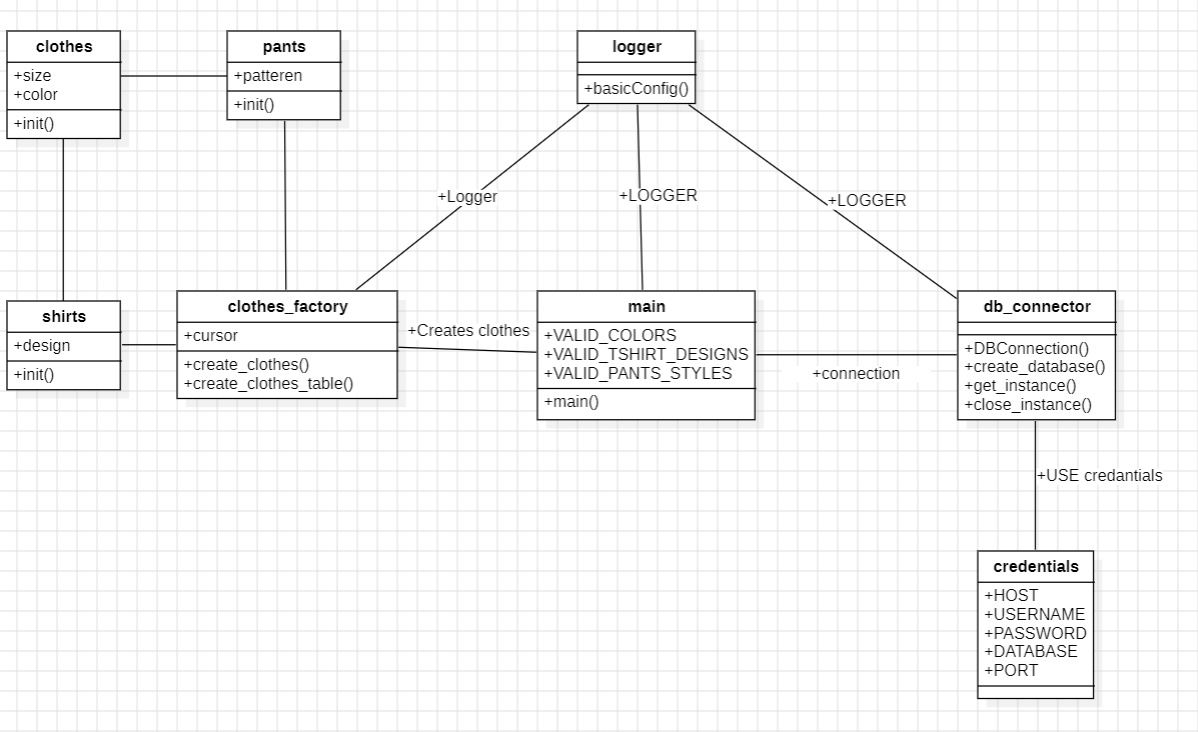 clothes
+size
+color
+init()
pants
+patteren
+init()
logger
+basicConfig()
+Logger
+LOGGER
+LOGGER
shirts
+design
+init()
clothes_factory
+cursor
+create_clothes()
+create_clothes_table()
+Creates clothes
main
+VALID_COLORS
+VALID_TSHIRT_DESIGNS
+VALID_PANTS_STYLES
+main()
+connection
db_connector
+DBConnection()
+create_database()
+get_instance()
+close_instance()
+USE credantials
credentials
+HOST
+USERNAME
+PASSWORD
+DATABASE
+PORT